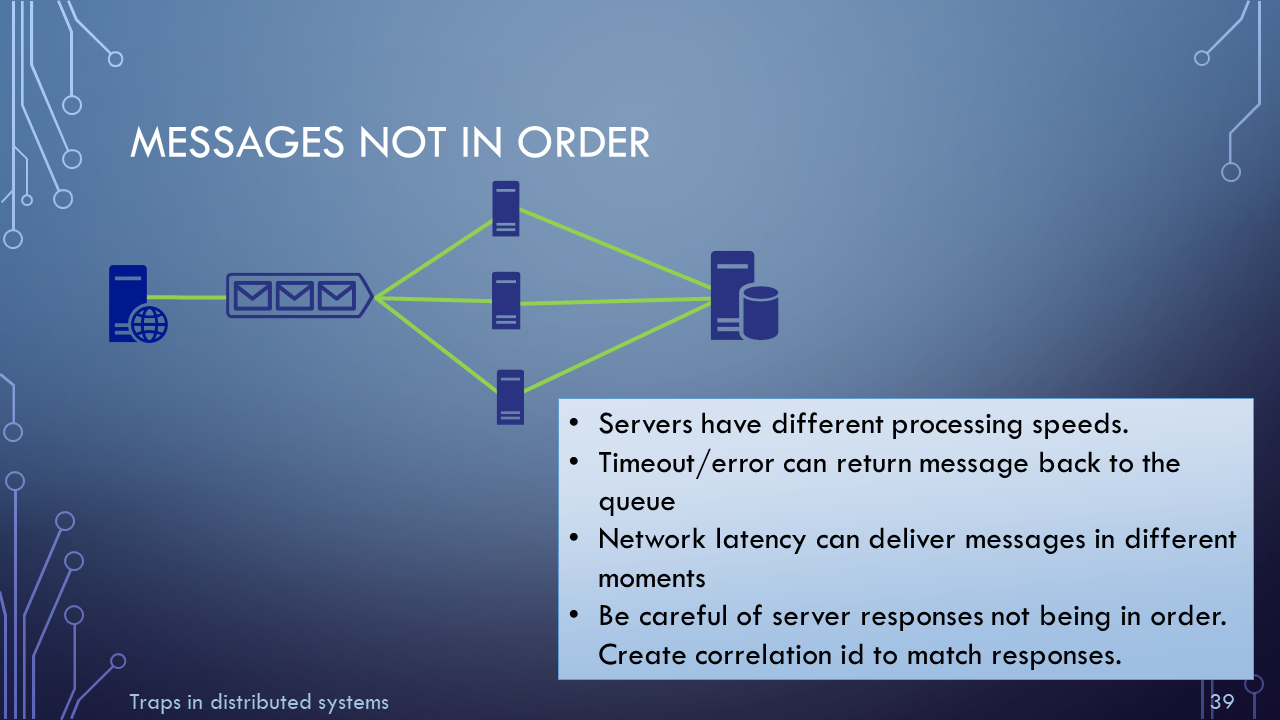 MESSAGES NOT IN ORDER
• Servers have different processing speeds.
• Timeout/error can return message back to the
queue
• Network latency can deliver messages in different
moments
• Be careful of server responses not being in order.
Create correlation id to match responses.
Traps in distributed systems
39